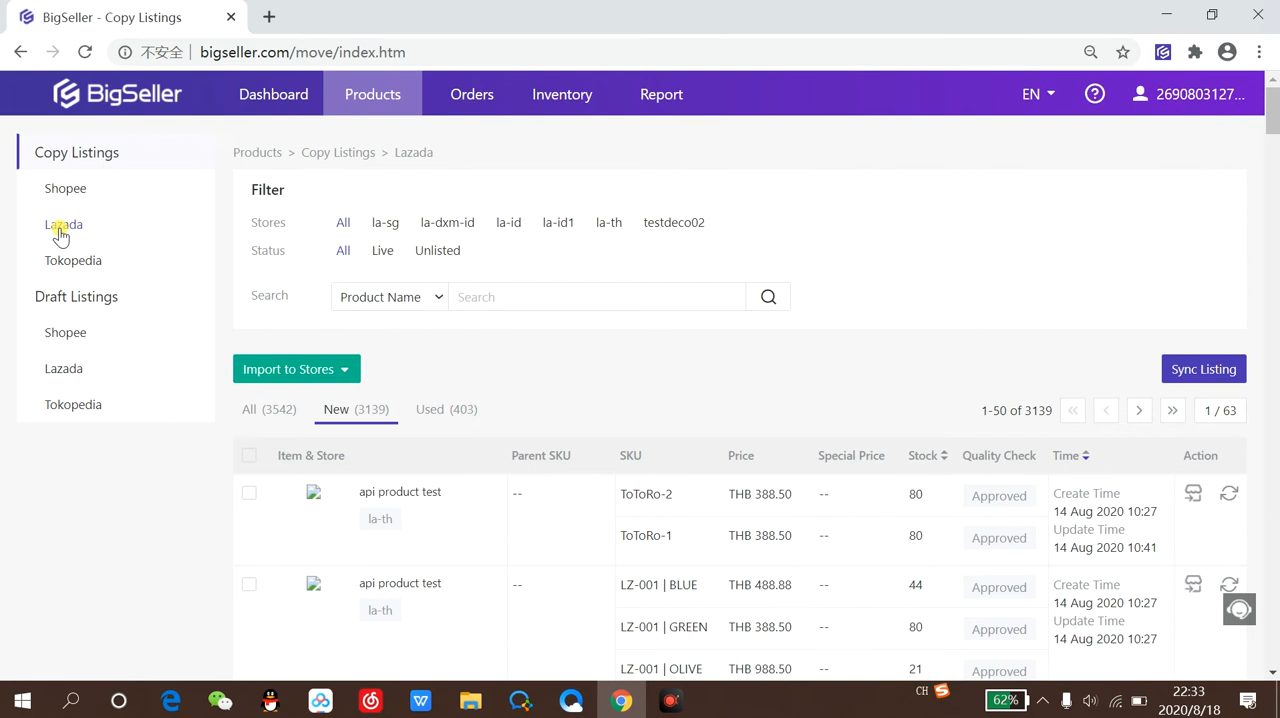 BigSeller - Copy Listings
不安全 bigseller.com/move/index.htm
BigSeller Dashboard Products Orders Inventory Report EN 2690803127...
Copy Listings
Shopee
Lazada
Tokopedia
Draft Listings
Shopee
Lazada
Tokopedia
Products > Copy Listings > Lazada
Filter
Stores All la-sg la-dxm-id la-id la-id1 la-th testdeco02
Status All Live Unlisted
Search Product Name Search
Import to Stores Sync Listing
All (3542) New (3139) Used (403) 1-50 of 3139 1 / 63
Item & Store Parent SKU SKU Price Special Price Stock Quality Check Time Action
api product test
la-th
--
ToToRo-2 THB 388.50 -- 80 Approved
ToToRo-1 THB 388.50 -- 80 Approved
Create Time
14 Aug 2020 10:27
Update Time
14 Aug 2020 10:41
api product test
la-th
--
LZ-001 | BLUE THB 488.88 -- 44 Approved
LZ-001 | GREEN THB 388.50 -- 80 Approved
LZ-001 | OLIVE THB 988.50 -- 21 Approved
Create Time
14 Aug 2020 10:27
Update Time
14 Aug 2020 10:27
62%
CH
22:33
2020/8/18